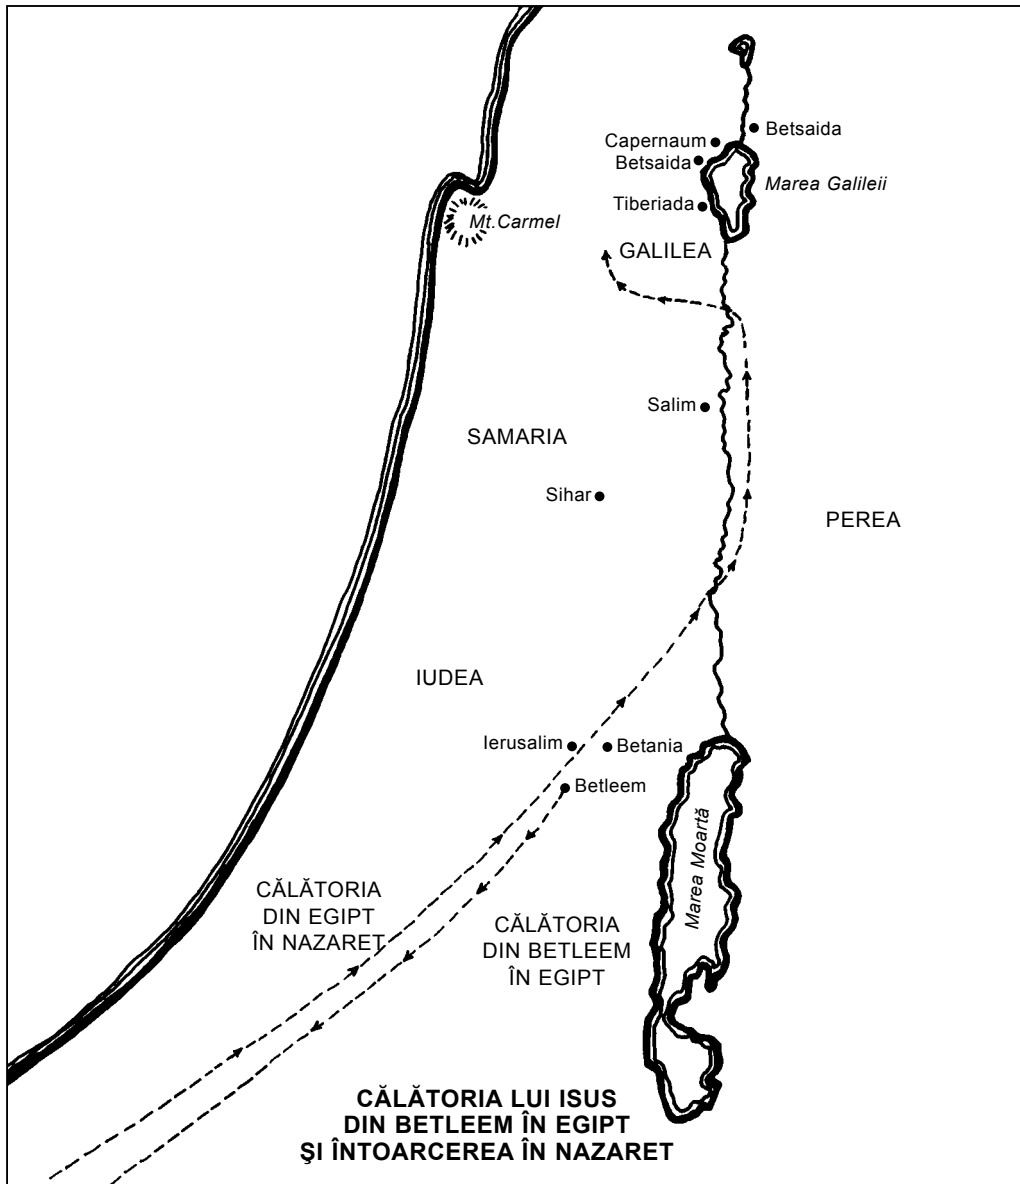 Betsaida
Capernaum
Betsaida
Marea Galileii
Tiberiada
Mt.Carmel
GALILEA
Salim
SAMARIA
Sihar
PEREA
IUDEA
Ierusalim
Betania
Betleem
Marea Moartă
CĂLĂTORIA
DIN EGIPT
ÎN NAZARET
CĂLĂTORIA
DIN BETLEEM
ÎN EGIPT
CĂLĂTORIA LUI ISUS
DIN BETLEEM ÎN EGIPT
ŞI ÎNTOARCEREA ÎN NAZARET